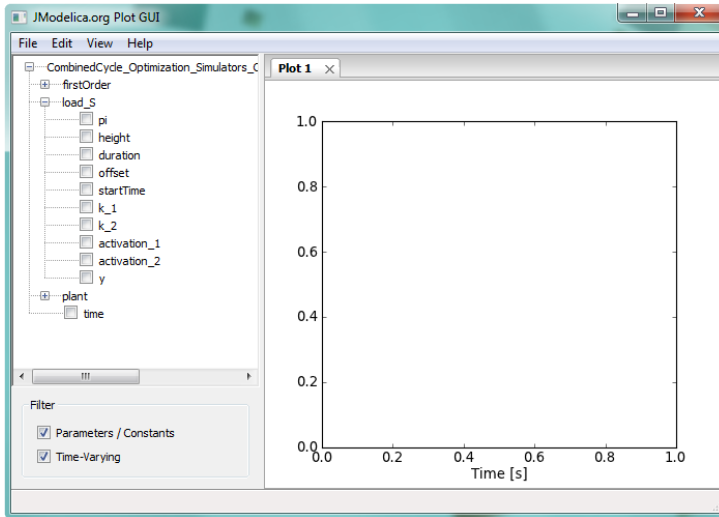 JModelica.org Plot GUI
File Edit View Help
CombinedCycle_Optimization_Simulators_C
firstOrder
load_S
pi
height
duration
offset
startTime
k_1
k_2
activation_1
activation_2
y
plant
time
Filter
Parameters / Constants
Time-Varying
Plot 1
1.0
0.8
0.6
0.4
0.2
0.0
0.0 0.2 0.4 0.6 0.8 1.0
Time [s]